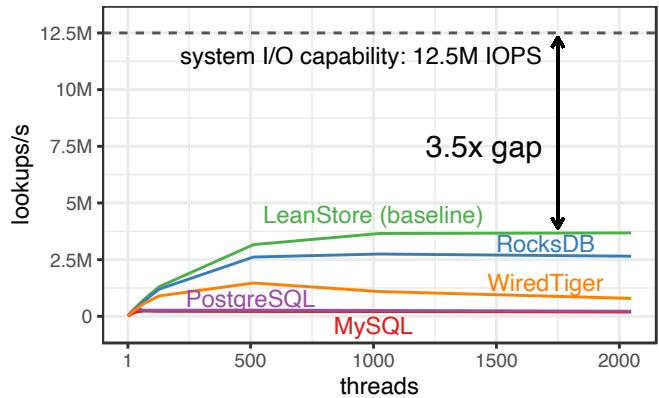 12.5M
system I/O capability: 12.5M IOPS
10M
7.5M
3.5x gap
5M
LeanStore (baseline)
RocksDB
2.5M
WiredTiger
PostgreSQL
0
MySQL
1
500
1000
1500
2000
threads
lookups/s